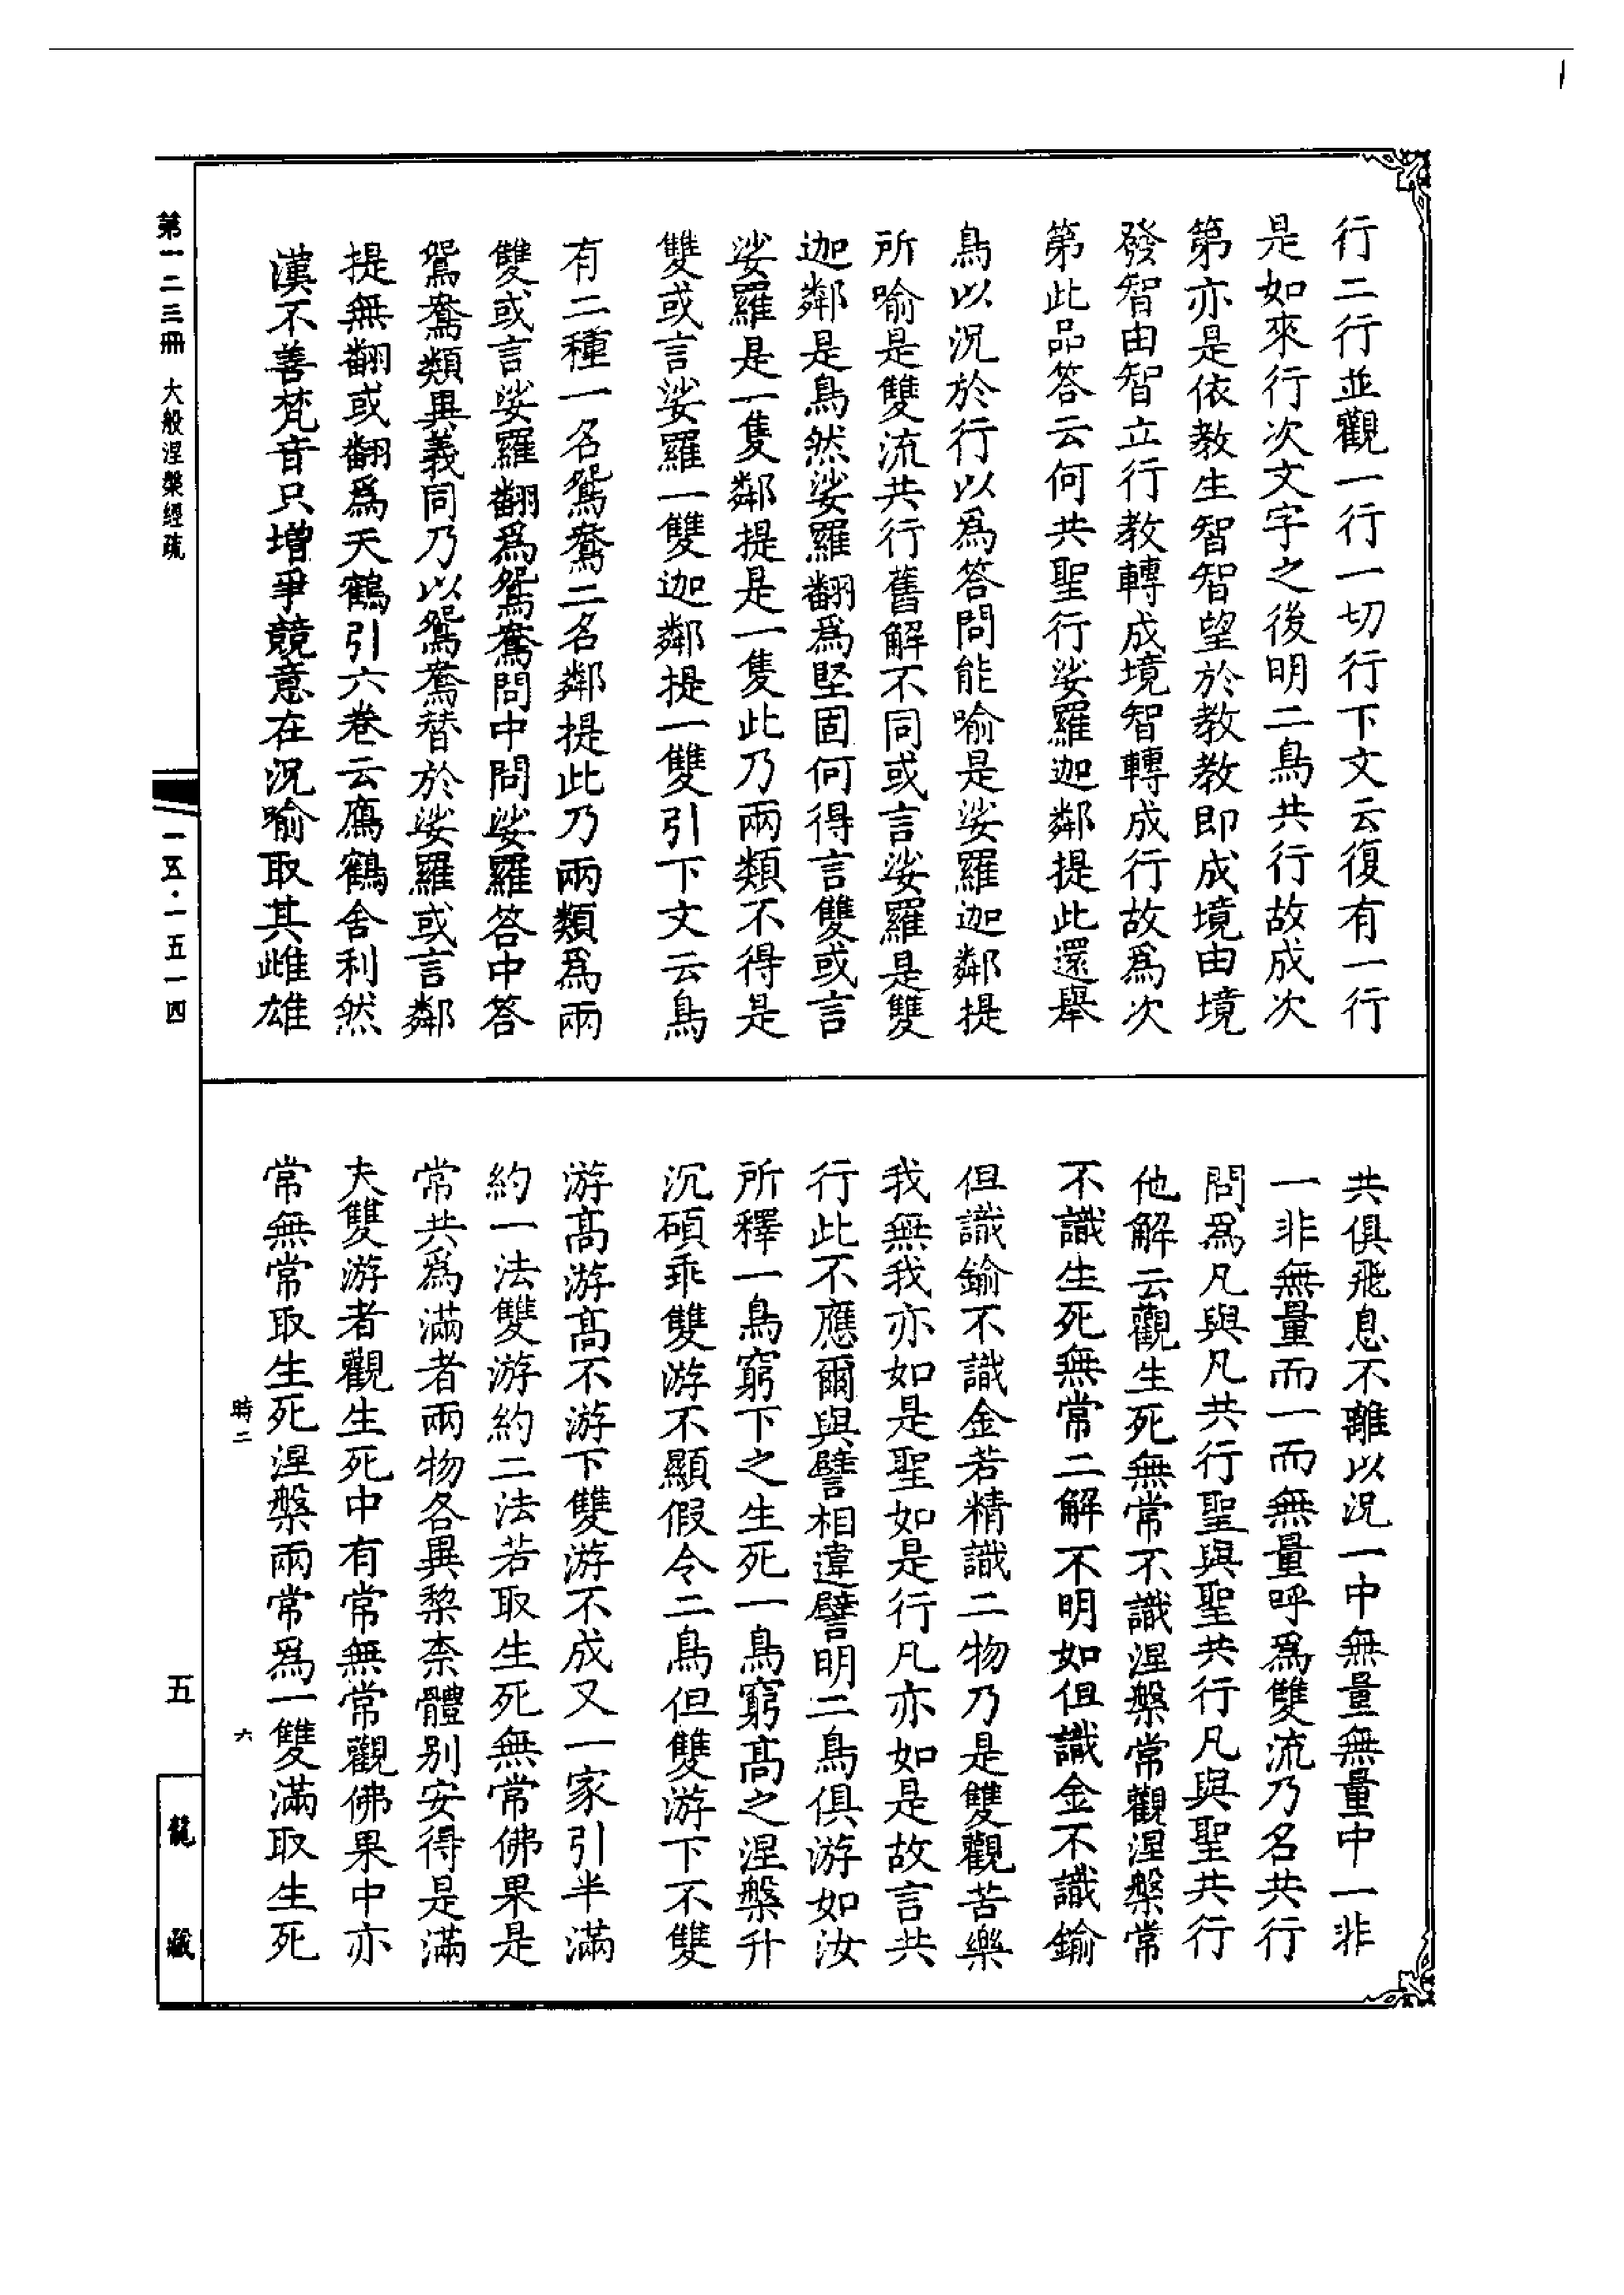 行二行並觀一行一切行下文云復有一行
是如來行次文字之後明二鳥共行故成次
第亦是依教生智智望於教教即成境由境
發智由智立行教轉成境智轉成行故爲次
第此品答云何共聖行娑羅迦鄰提此還舉
鳥以況於行以爲答問能喻是娑羅迦鄰提
所喻是雙流共行舊解不同或言娑羅是雙
迦鄰是鳥然娑羅翻爲堅固何得言雙或言
娑羅是一隻鄰提是一隻此乃兩類不得是
雙或言娑羅一雙迦鄰提一雙引下文云鳥
有二種一名鴛鴦二名鄰提此乃兩類爲兩
雙或言娑羅翻爲鴛鴦問中問娑羅答中答
鴛鴦類異義同乃以鴛鴦替於娑羅或言鄰
提無翻或翻爲天鶴引六卷云鴈鶴舍利然
漢不善梵音只增爭競意在況喻取其雌雄
共俱飛息不離以況一中無量無量中一非
一非無量而一而無量呼爲雙流乃名共行
問爲凡與凡共行聖與聖共行凡與聖共行
他解云觀生死無常不識涅槃常觀涅槃常
不識生死無常二解不明如但識金不識鍮
但識鍮不識金若精識二物乃是雙觀苦樂
我無我亦如是聖如是行凡亦如是故言共
行此不應爾與譬相違譬明二鳥俱游如汝
所釋一鳥窮下之生死一鳥窮高之涅槃升
沉碩乖雙游不顯假令二鳥但雙游下不雙
游高游高不游下雙游不成又一家引半滿
約一法雙游約二法若取生死無常佛果是
常共爲滿者兩物各異棃柰體別安得是滿
夫雙游者觀生死中有常無常觀佛果中亦
常無常取生死涅槃兩常爲一雙滿取生死
第一二三冊 大般涅槃經疏
一五·一五一四
五
龍藏
時二
六